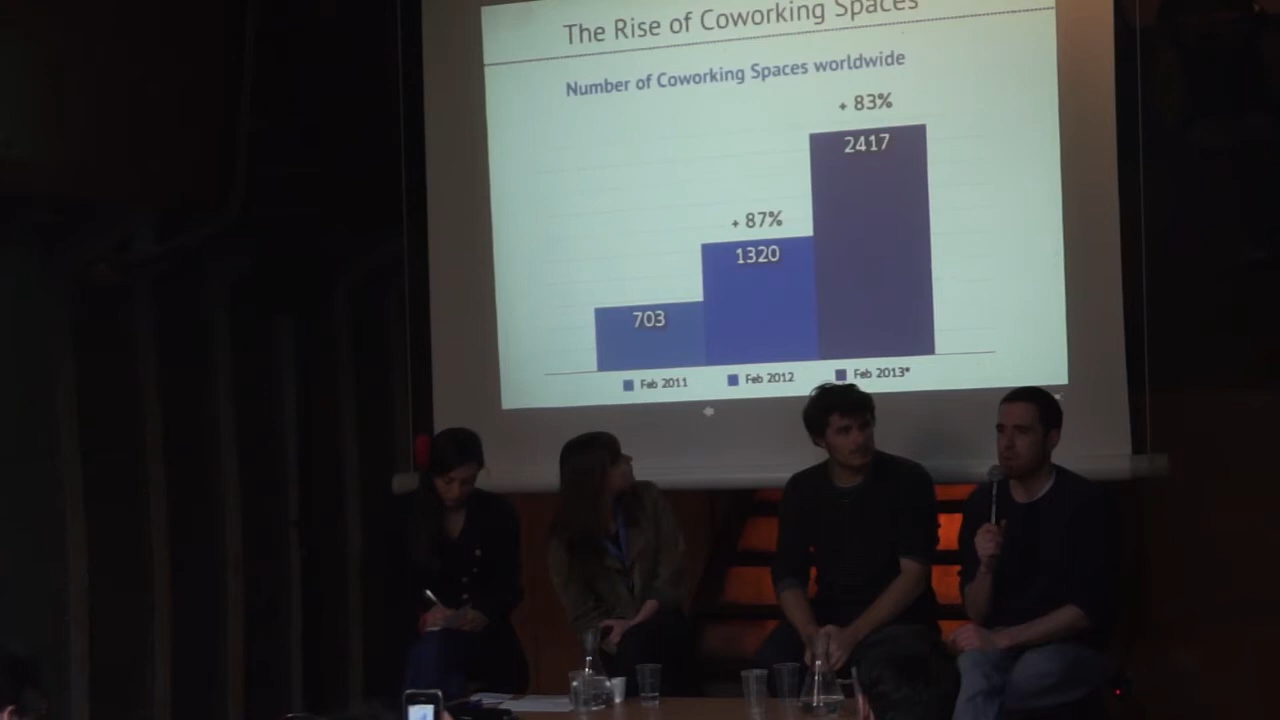 The Rise of Coworking Spaces
Number of Coworking Spaces worldwide
+ 83%
2417
+ 87%
1320
703
Feb 2011
Feb 2012
Feb 2013*